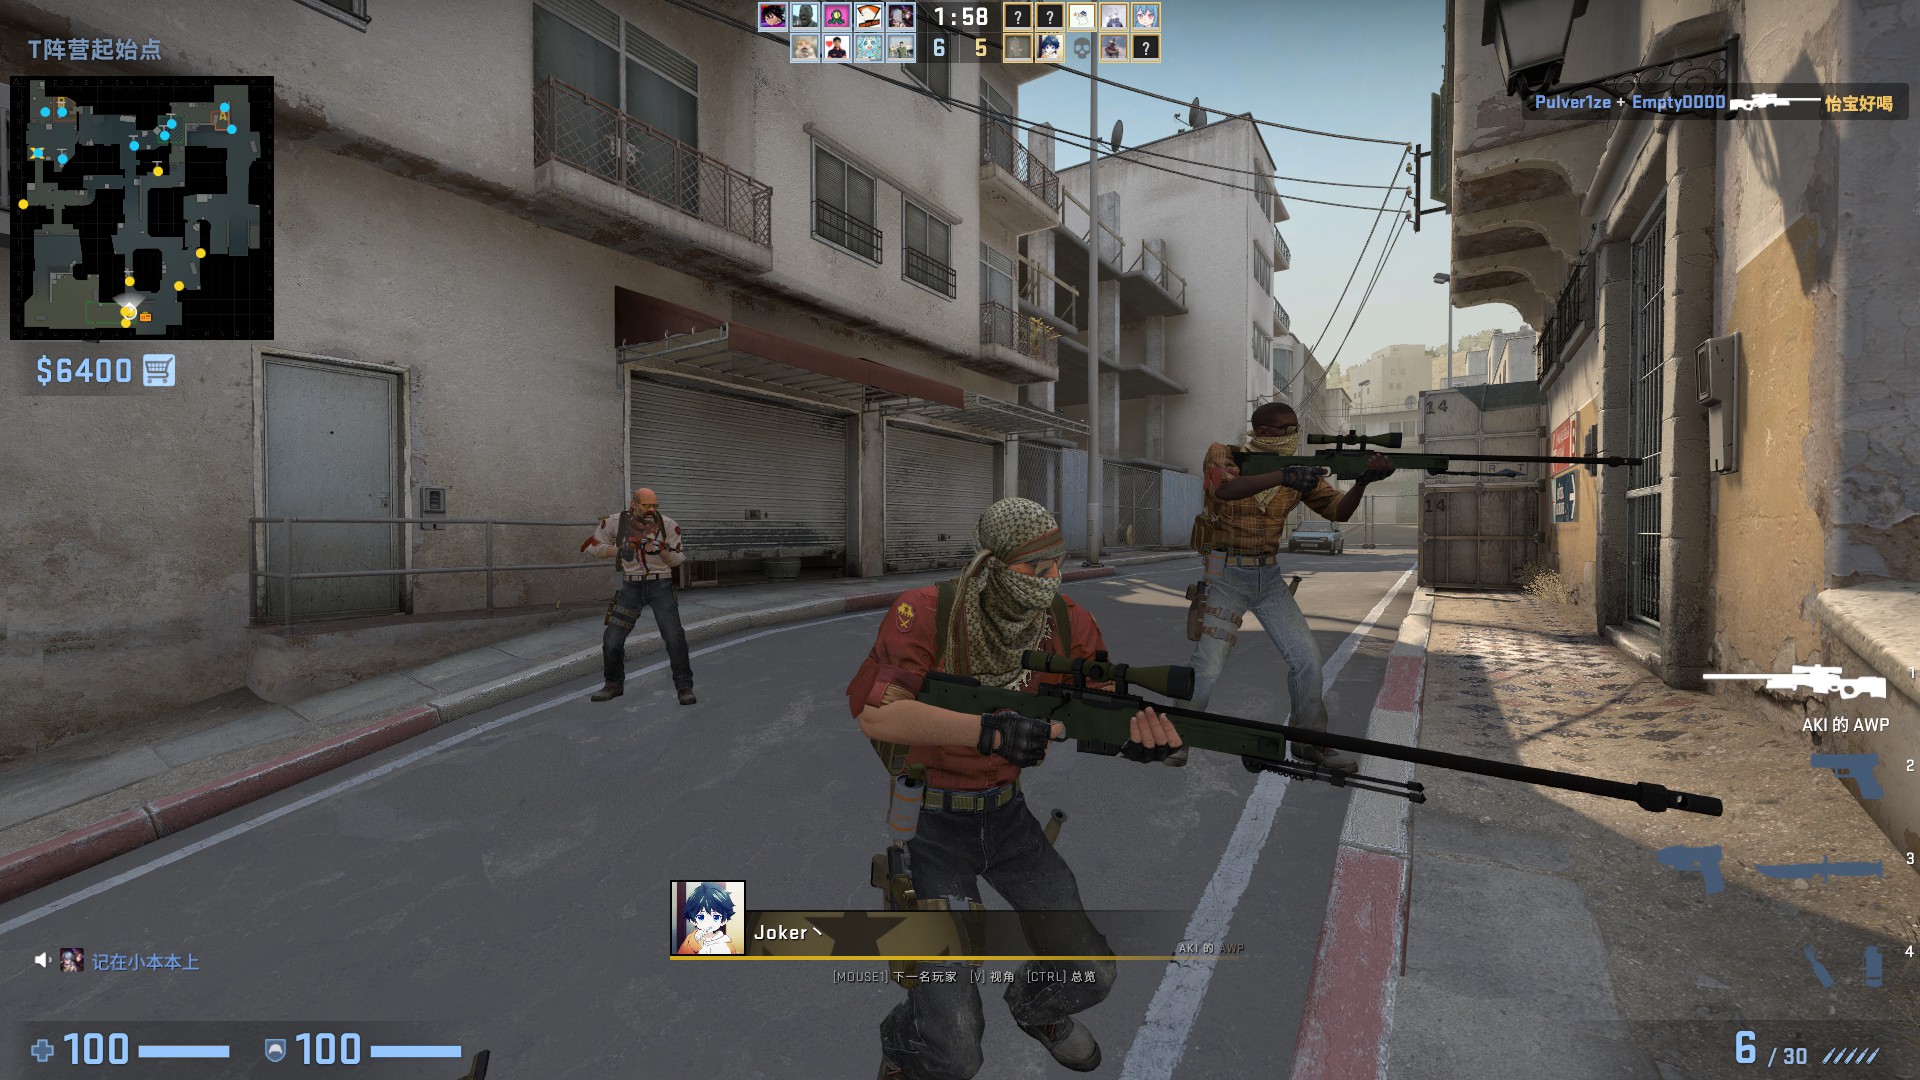 1:58
? ?
6 5
?
T阵营起始点
A
Pulver1ze + EmptyDDDD 怡宝好喝
$6400
14
14
1
AKI 的 AWP
2
3
4
Joker丶
AKI 的 AWP
[MOUSE1] 下一名玩家 [V] 视角 [CTRL] 总览
记在小本本上
100 100
6 / 30